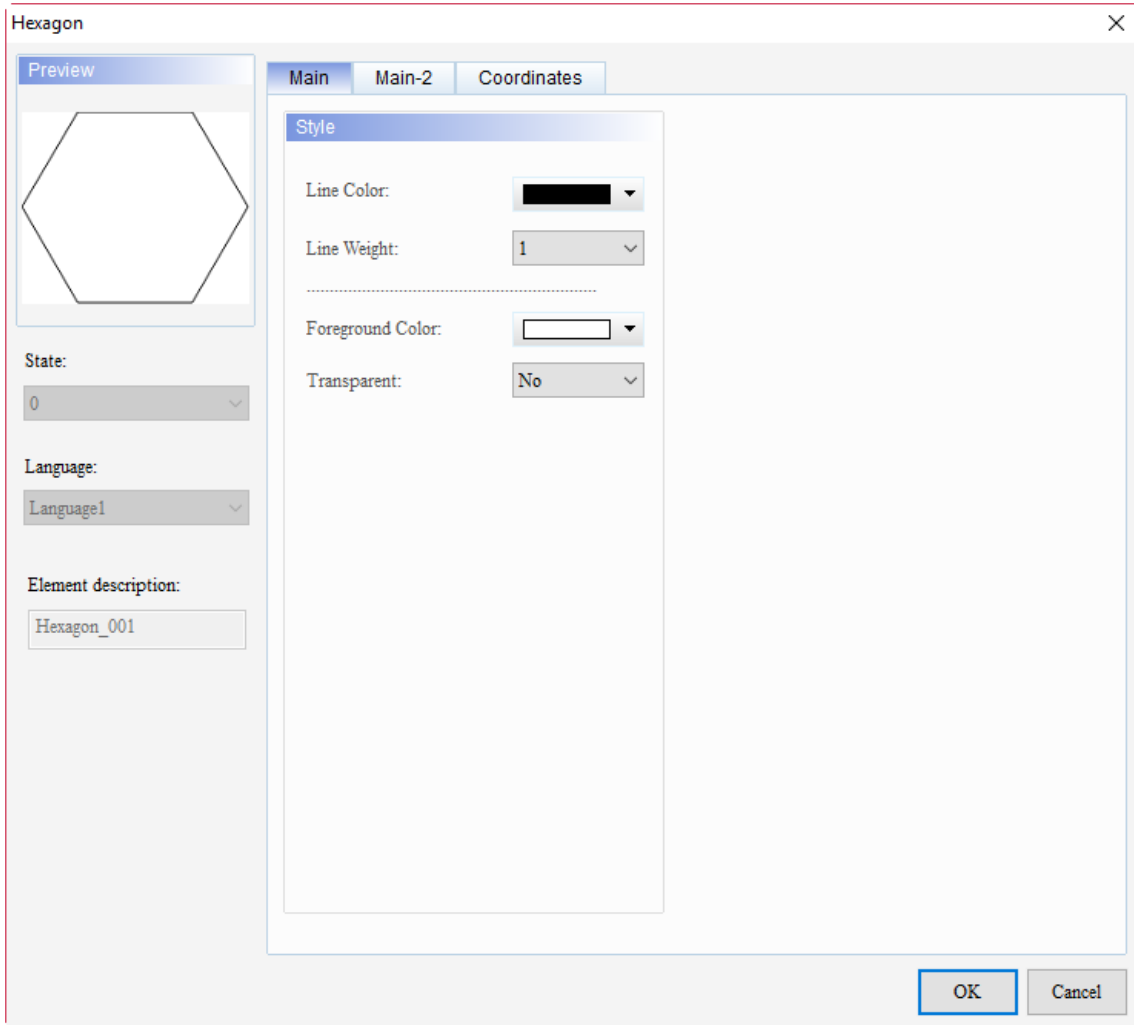 Hexagon
Preview
Main Main-2 Coordinates
Style
Line Color:
Line Weight: 1
Foreground Color:
Transparent: No
State:
0
Language:
Language1
Element description:
Hexagon_001
OK Cancel